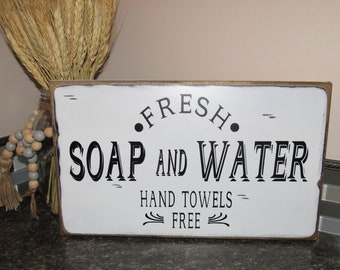 FRESH
SOAP AND WATER
HAND TOWELS
FREE